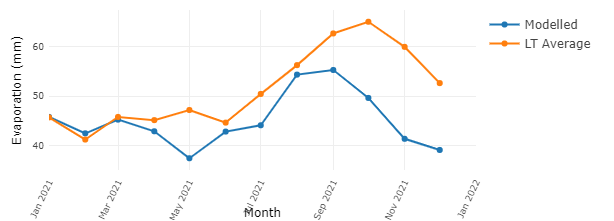 Modelled
LT Average
Evaporation (mm)
60
50
40
Jan 2021
Mar 2021
May 2021
Jul 2021
Sep 2021
Nov 2021
Jan 2022
Month